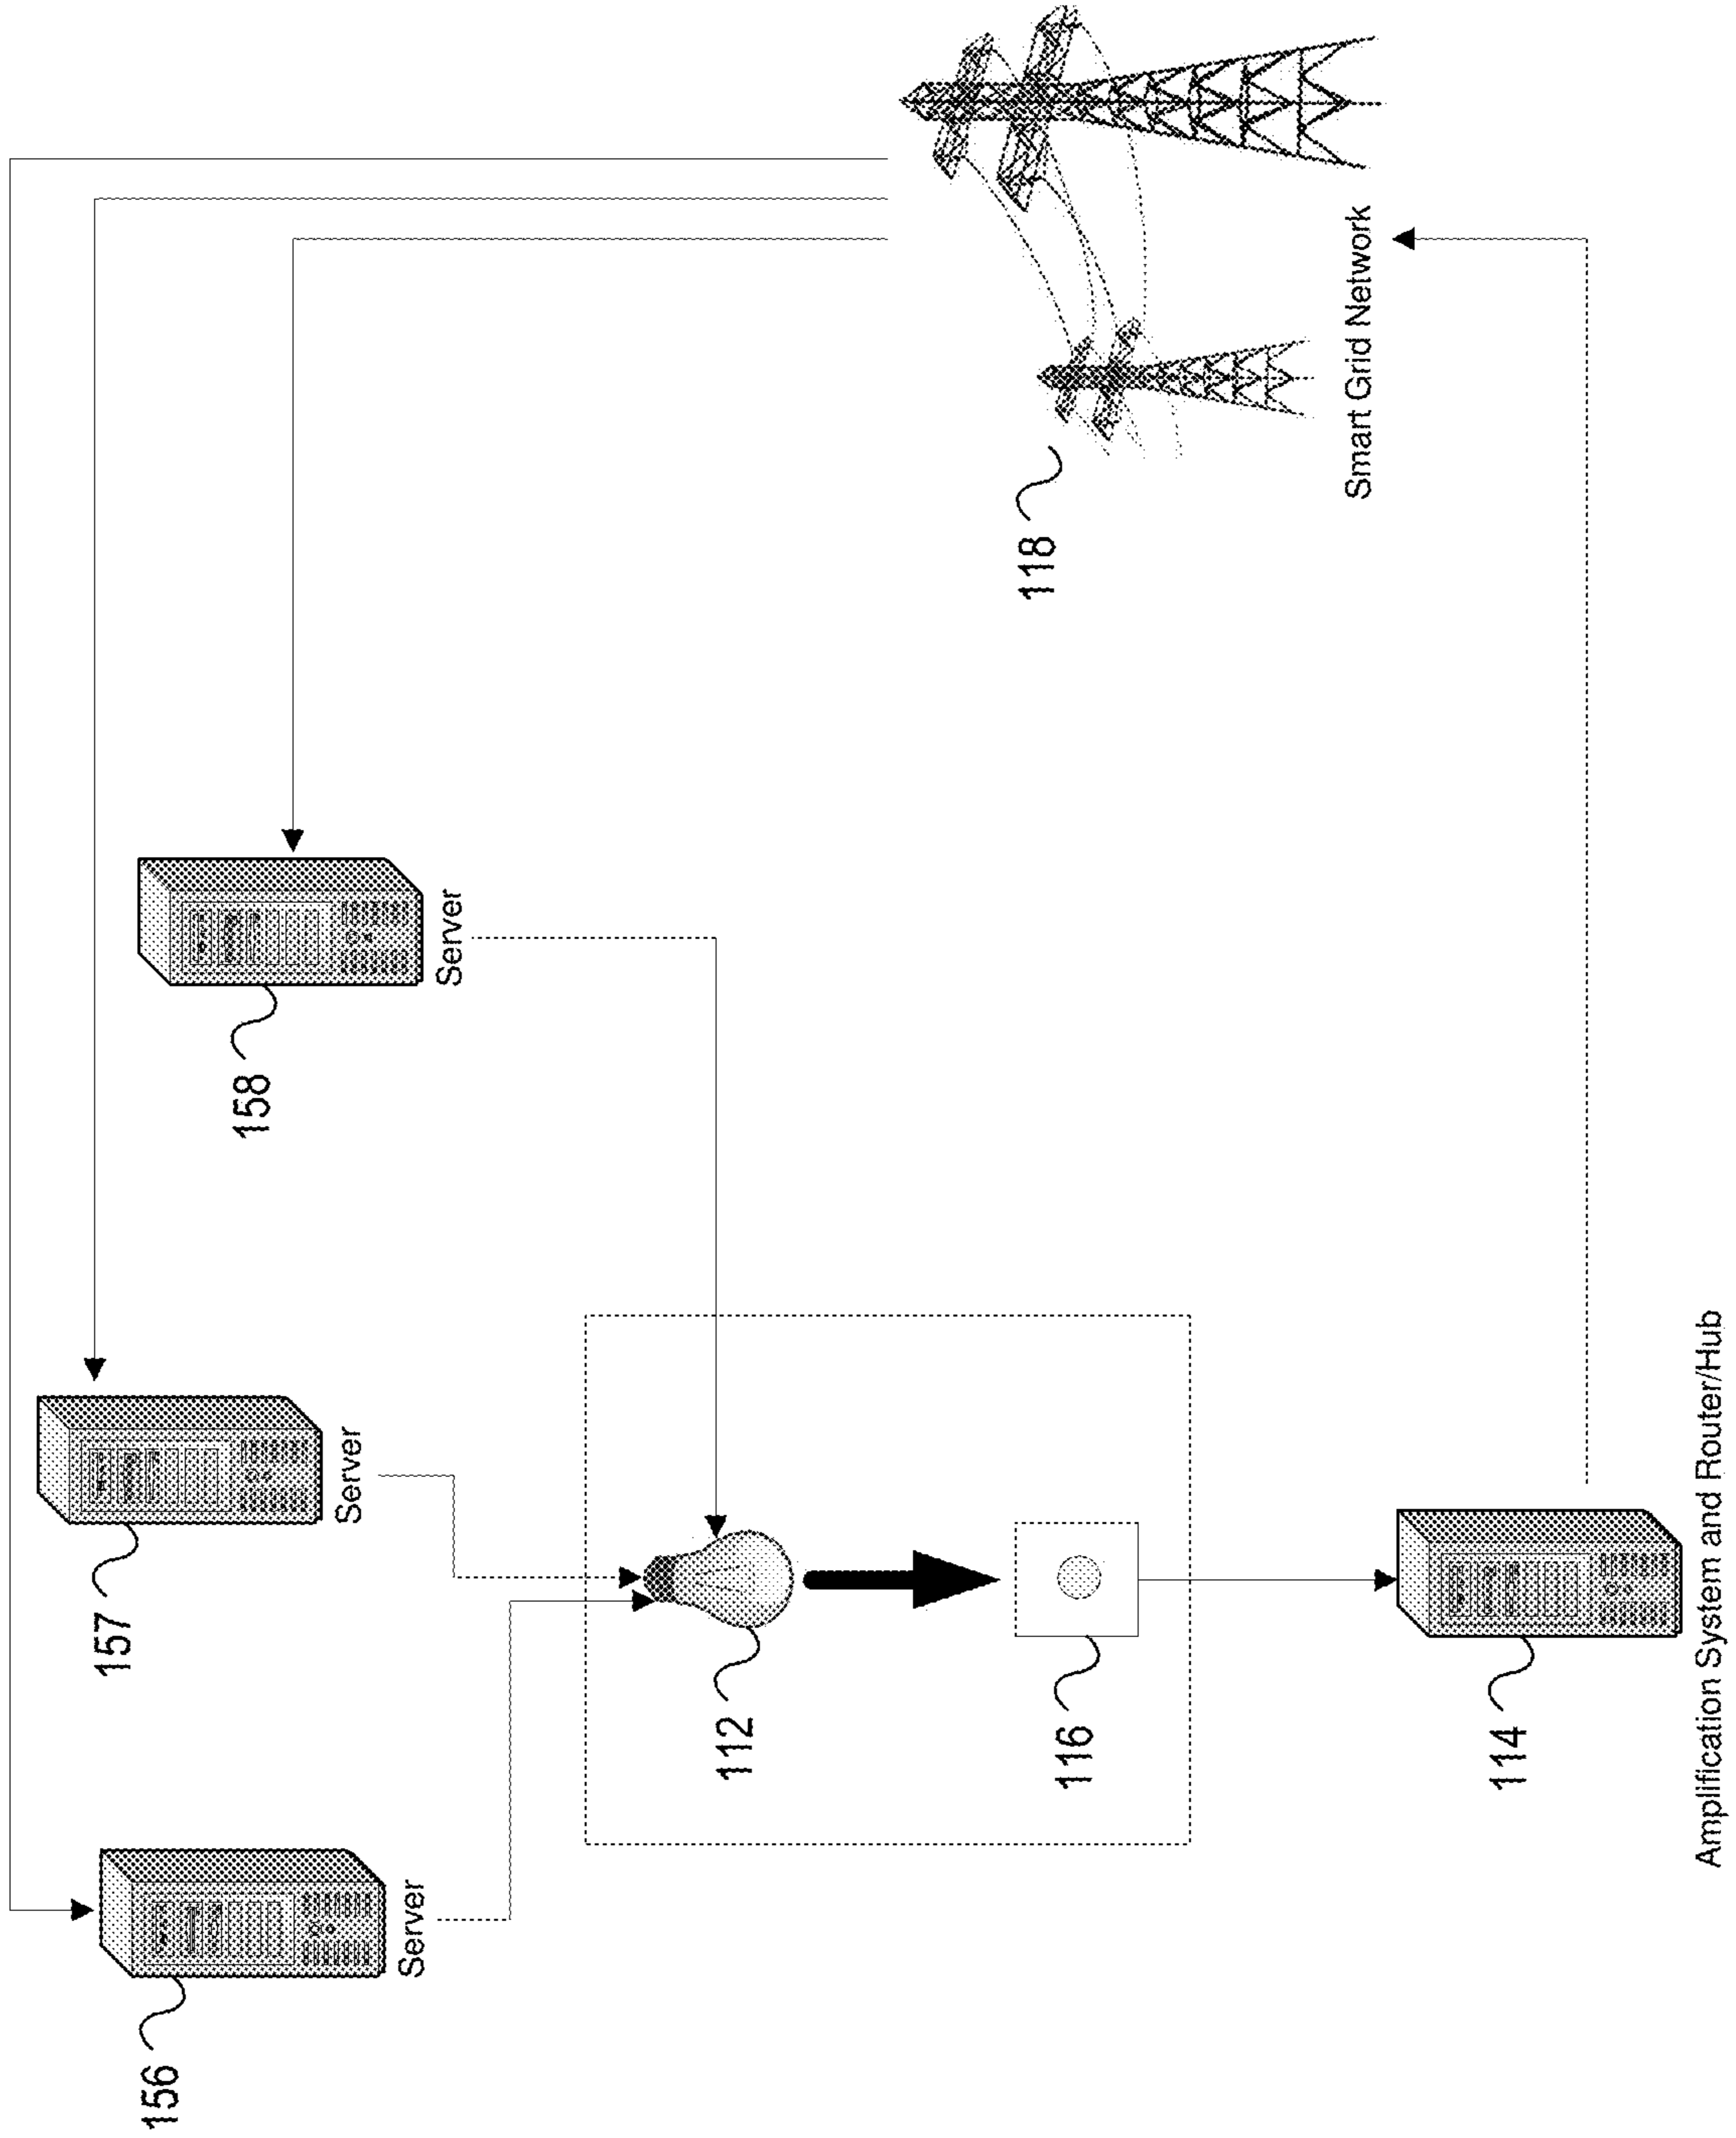 156
Server
157
Server
158
Server
112
116
114
Amplification System and Router/Hub
118
Smart Grid Network